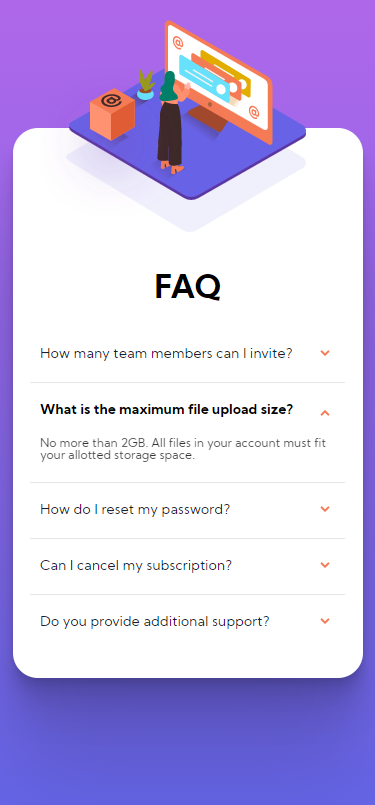 FAQ
How many team members can I invite?
What is the maximum file upload size?
No more than 2GB. All files in your account must fit
your allotted storage space.
How do I reset my password?
Can I cancel my subscription?
Do you provide additional support?